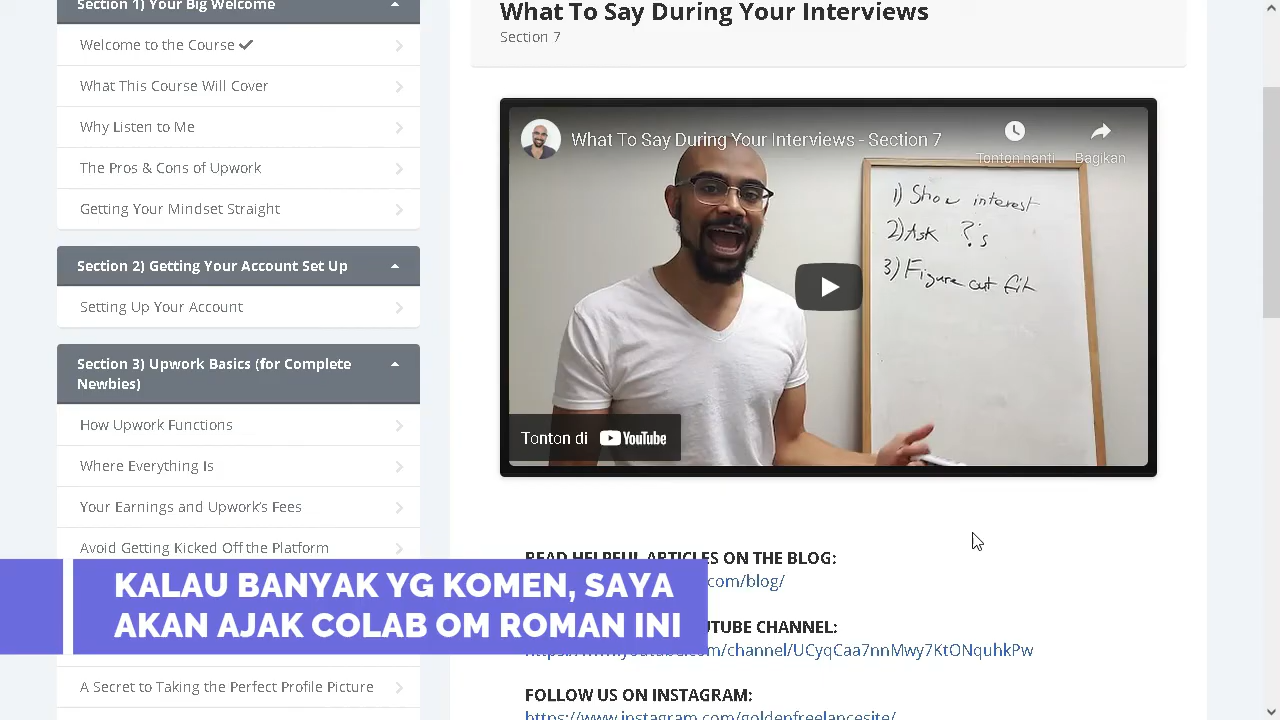 Section 1) Your Big Welcome
Welcome to the Course
What This Course Will Cover
Why Listen to Me
The Pros & Cons of Upwork
Getting Your Mindset Straight
Section 2) Getting Your Account Set Up
Setting Up Your Account
Section 3) Upwork Basics (for Complete
Newbies)
How Upwork Functions
Where Everything Is
Your Earnings and Upwork's Fees
Avoid Getting Kicked Off the Platform
A Secret to Taking the Perfect Profile Picture
What To Say During Your Interviews
Section 7
What To Say During Your Interviews - Section 7
Tonton nanti
Bagikan
1) Show interest
2) Ask ?'s
3) Figure out fit
Tonton di YouTube
READ HELPFUL ARTICLES ON THE BLOG:
com/blog/
TUBE CHANNEL:
com/channel/UCyqCaa7nnMwy7KtONquhkPw
FOLLOW US ON INSTAGRAM:
https://www.instagram.com/goldenfreelancesite/
KALAU BANYAK YG KOMEN, SAYA
AKAN AJAK COLAB OM ROMAN INI